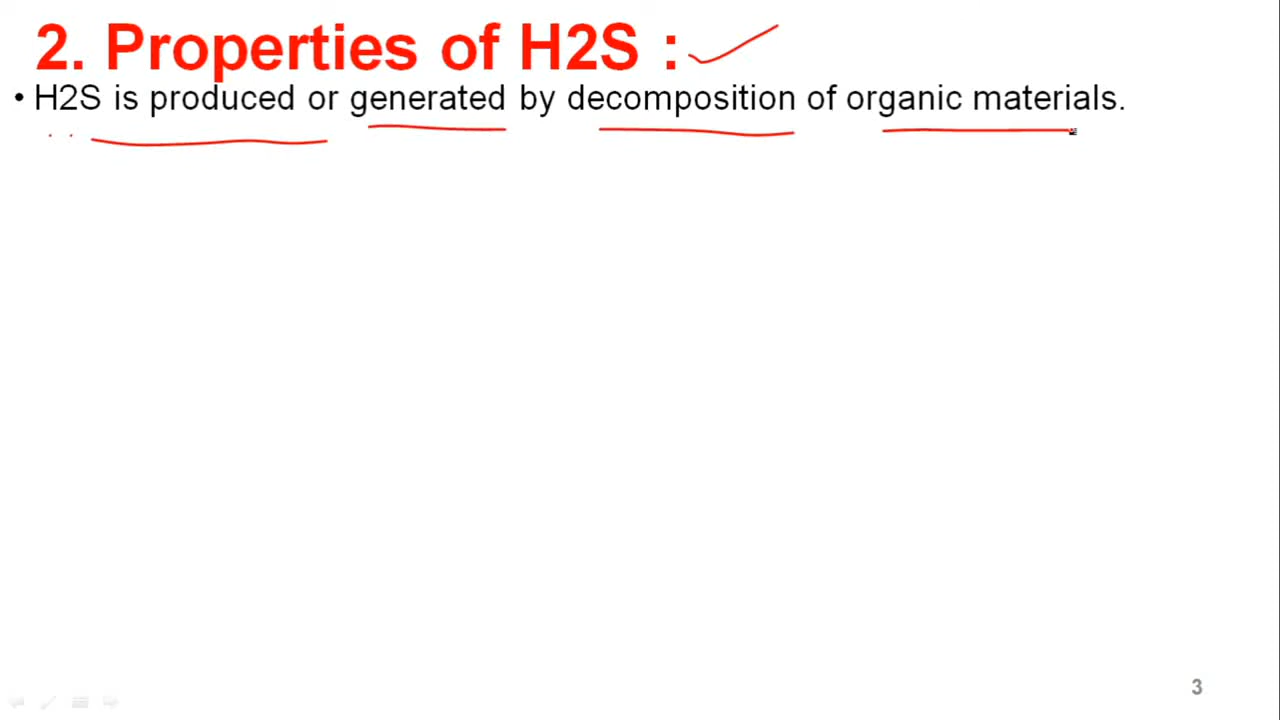 2. Properties of H2S :
• H2S is produced or generated by decomposition of organic materials.
3